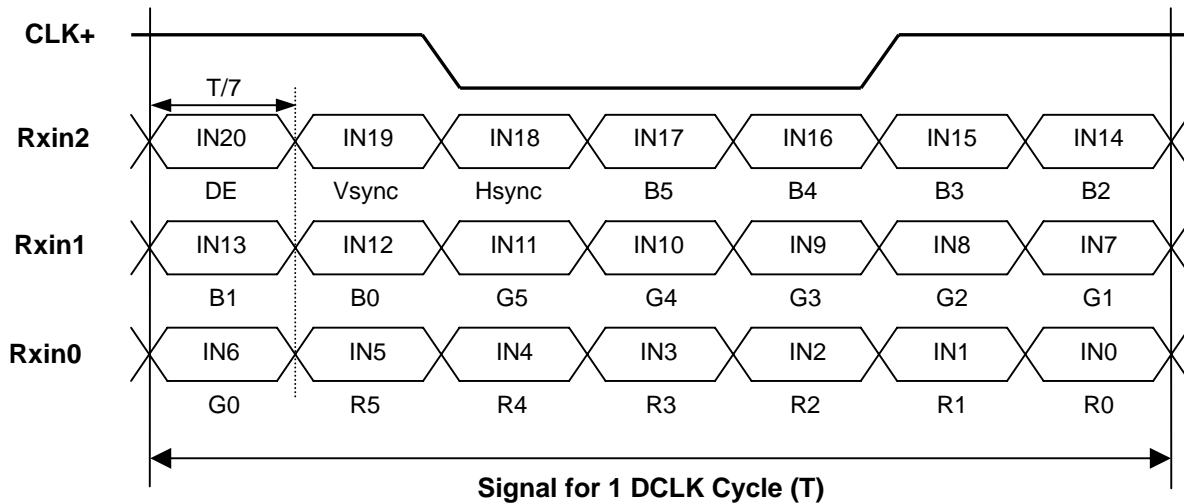 CLK+
T/7
Rxin2 IN20 IN19 IN18 IN17 IN16 IN15 IN14
DE Vsync Hsync B5 B4 B3 B2
Rxin1 IN13 IN12 IN11 IN10 IN9 IN8 IN7
B1 B0 G5 G4 G3 G2 G1
Rxin0 IN6 IN5 IN4 IN3 IN2 IN1 IN0
G0 R5 R4 R3 R2 R1 R0
Signal for 1 DCLK Cycle (T)